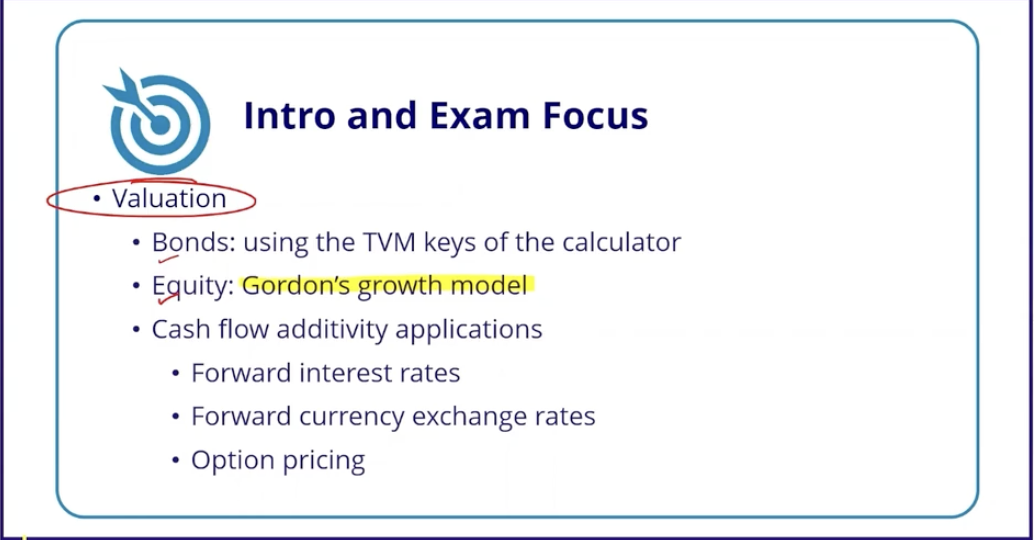 Intro and Exam Focus
• Valuation
• Bonds: using the TVM keys of the calculator
• Equity: Gordon's growth model
• Cash flow additivity applications
• Forward interest rates
• Forward currency exchange rates
• Option pricing